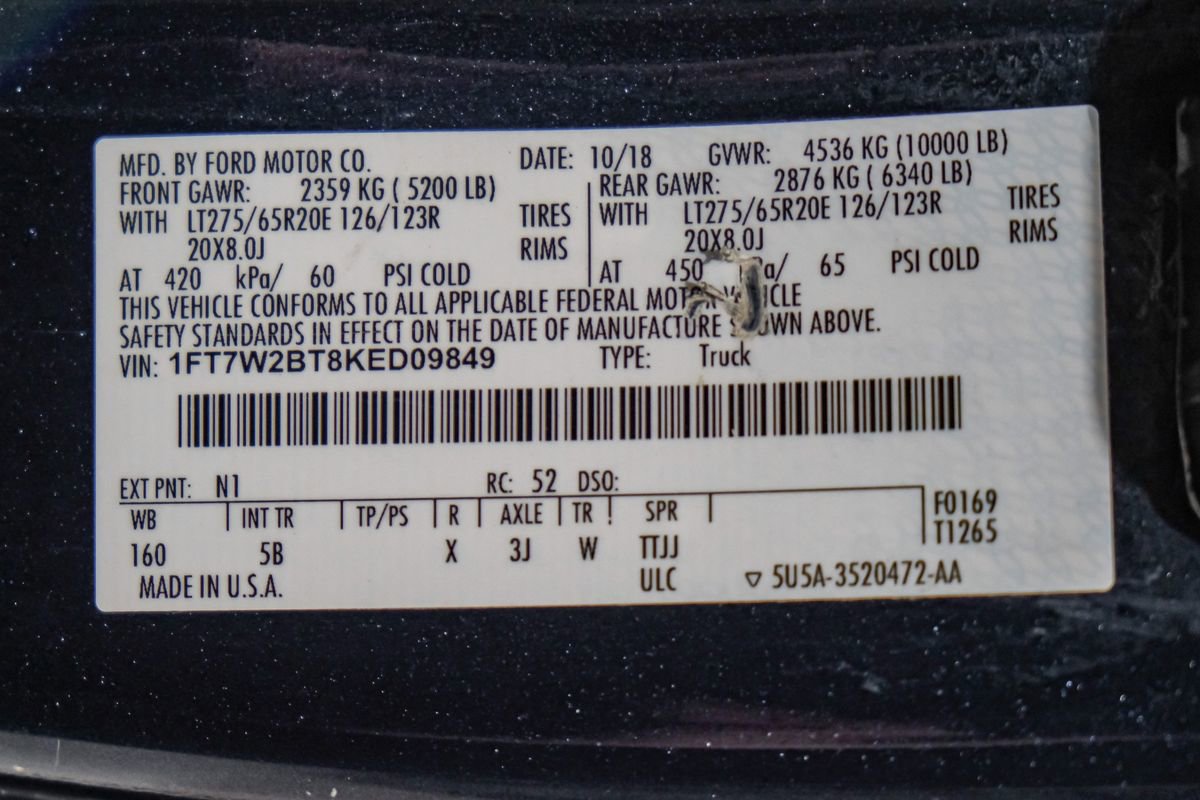 MFD. BY FORD MOTOR CO. DATE: 10/18 GVWR: 4536 KG (10000 LB)
FRONT GAWR: 2359 KG ( 5200 LB) REAR GAWR: 2876 KG ( 6340 LB)
WITH LT275/65R20E 126/123R TIRES WITH LT275/65R20E 126/123R TIRES
20X8.0J RIMS 20X8.0J RIMS
AT 420 kPa/ 60 PSI COLD AT 450 65 PSI COLD
THIS VEHICLE CONFORMS TO ALL APPLICABLE FEDERAL MOTOR VEHICLE
SAFETY STANDARDS IN EFFECT ON THE DATE OF MANUFACTURE SHOWN ABOVE.
VIN: 1FT7W2BT8KED09849 TYPE: Truck
EXT PNT: N1 RC: 52 DSO:
WB INT TR TP/PS R AXLE TR SPR F0169
T1265
160 5B X 3J W TTJJ
MADE IN U.S.A. ULC 5U5A-3520472-AA